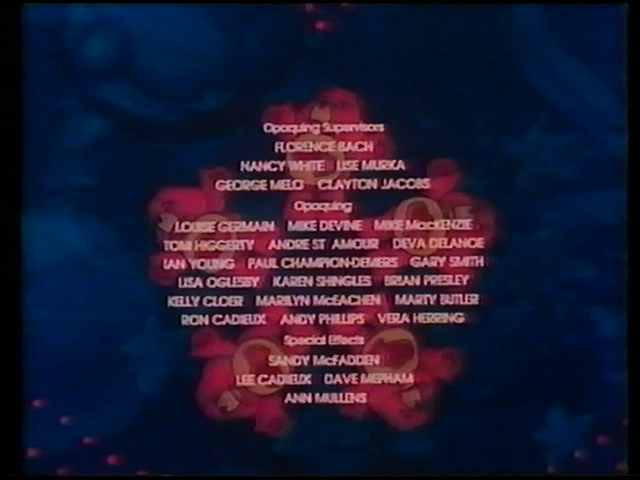 Opaquing Supervisors
FLORENCE BACH
NANCY WHITE LISE MURKA
GEORGE MELO CLAYTON JACOBS
Opaquing
LOUISE GERMAIN MIKE DEVINE MIKE MacKENZIE
TOM HIGGERTY ANDRE ST AMOUR DEVA DELANOE
IAN YOUNG PAUL CHAMPION-DEMERS GARY SMITH
LISA OGLESBY KAREN SHINGLES BRIAN PRESLEY
KELLY CLOER MARILYN McEACHEN MARTY BUTLER
RON CADIEUX ANDY PHILLIPS VERA HERRING
Special Effects
SANDY McFADDEN
LEE CADIEUX DAVE MEPHAM
ANN MULLENS